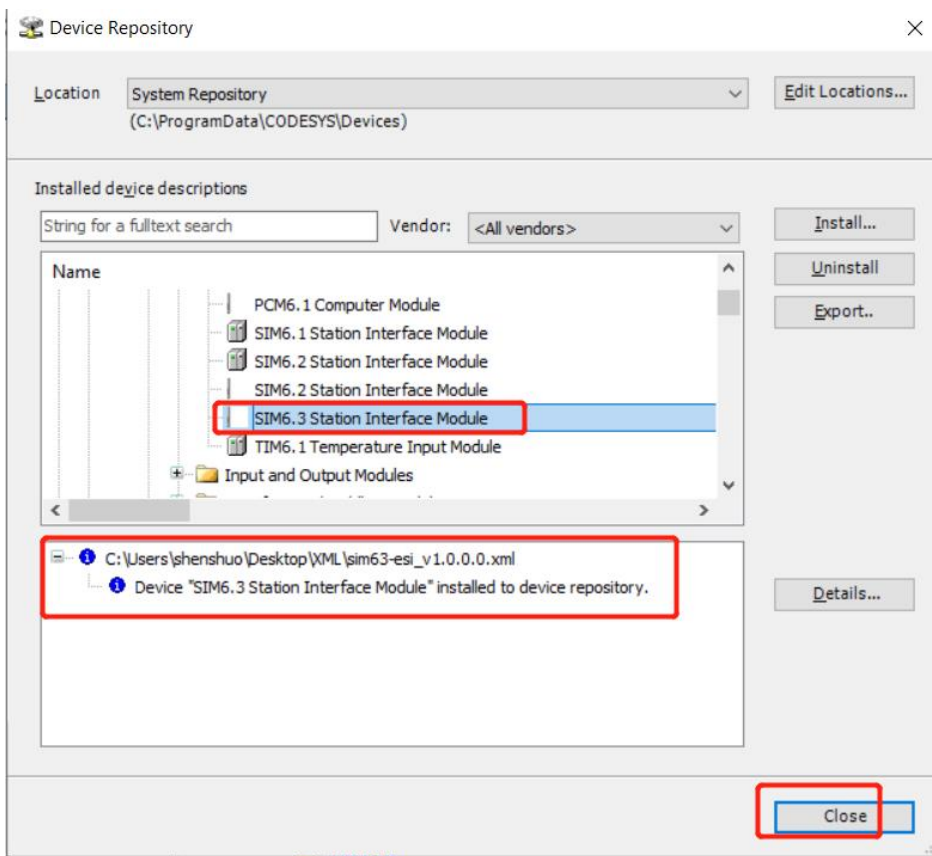 Device Repository
Location
System Repository
Edit Locations...
(C:\ProgramData\CODESYS\Devices)
Installed device descriptions
String for a fulltext search
Vendor:
<All vendors>
Install...
Name
Uninstall
PCM6.1 Computer Module
Export..
SIM6.1 Station Interface Module
SIM6.2 Station Interface Module
SIM6.2 Station Interface Module
SIM6.3 Station Interface Module
TIM6.1 Temperature Input Module
Input and Output Modules
C:\Users\shenshuo\Desktop\XML\sim63-esi_v1.0.0.0.xml
Device "SIM6.3 Station Interface Module" installed to device repository.
Details...
Close